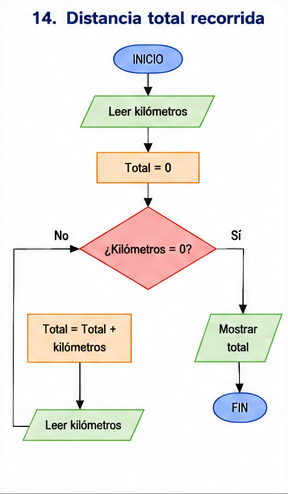 14. Distancia total recorrida
INICIO
Leer kilómetros
Total = 0
¿Kilómetros = 0?
No
Sí
Total = Total +
kilómetros
Leer kilómetros
Mostrar
total
FIN